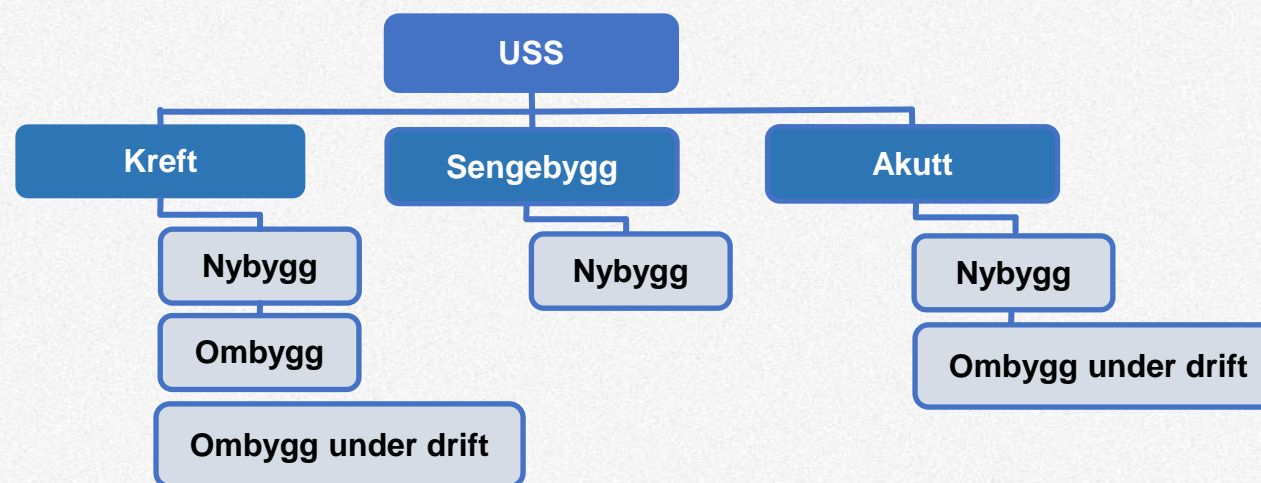 USS
Kreft
Nybygg
Ombygg
Ombygg under drift
Sengebygg
Nybygg
Akutt
Nybygg
Ombygg under drift